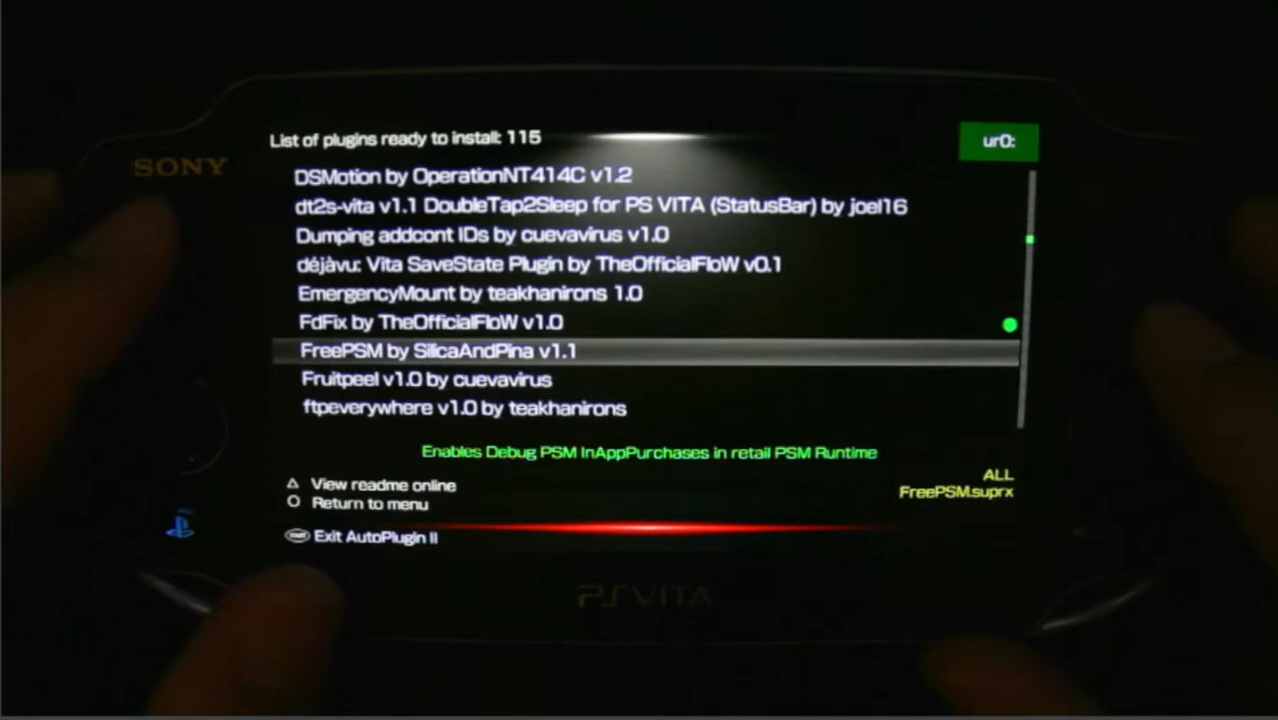 List of plugins ready to install: 115
ur0:
SONY
DSMotion by OperationNT414C v1.2
dt2s-vita v1.1 DoubleTap2Sleep for PS VITA (StatusBar) by joel16
Dumping addcont IDs by cuevavirus v1.0
déjàvu: Vita SaveState Plugin by TheOfficialFloW v0.1
EmergencyMount by teakhanirons 1.0
FdFix by TheOfficialFloW v1.0
FreePSM by SilicaAndPina v1.1
Fruitpeel v1.0 by cuevavirus
ftpeverywhere v1.0 by teakhanirons
Enables Debug PSM InAppPurchases in retail PSM Runtime
ALL
View readme online
FreePSM.suprx
Return to menu
START Exit AutoPlugin II
PSVITA